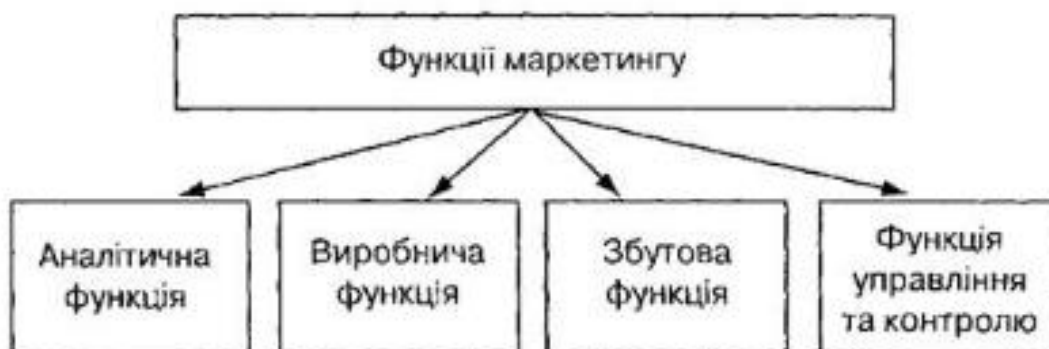 Функції маркетингу
Аналітична
функція
Виробнича
функція
Збутова
функція
Функція
управління
та контролю